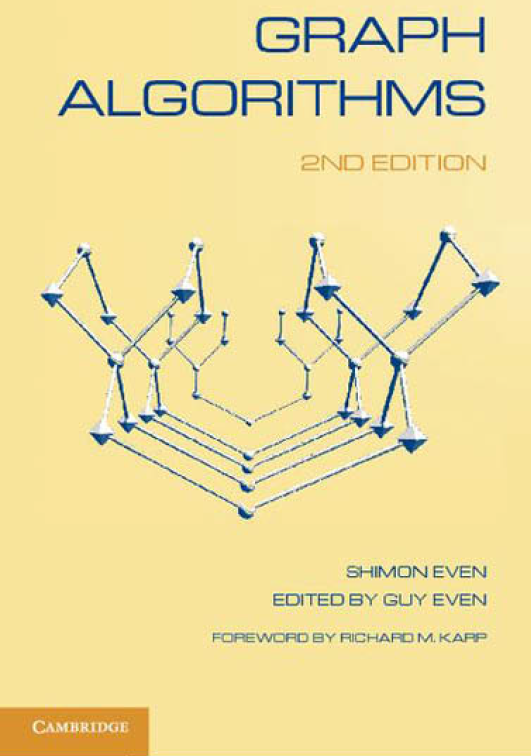 GRAPH
ALGORITHMS
2ND EDITION
SHIMON EVEN
EDITED BY GUY EVEN
FOREWORD BY RICHARD M. KARP
CAMBRIDGE